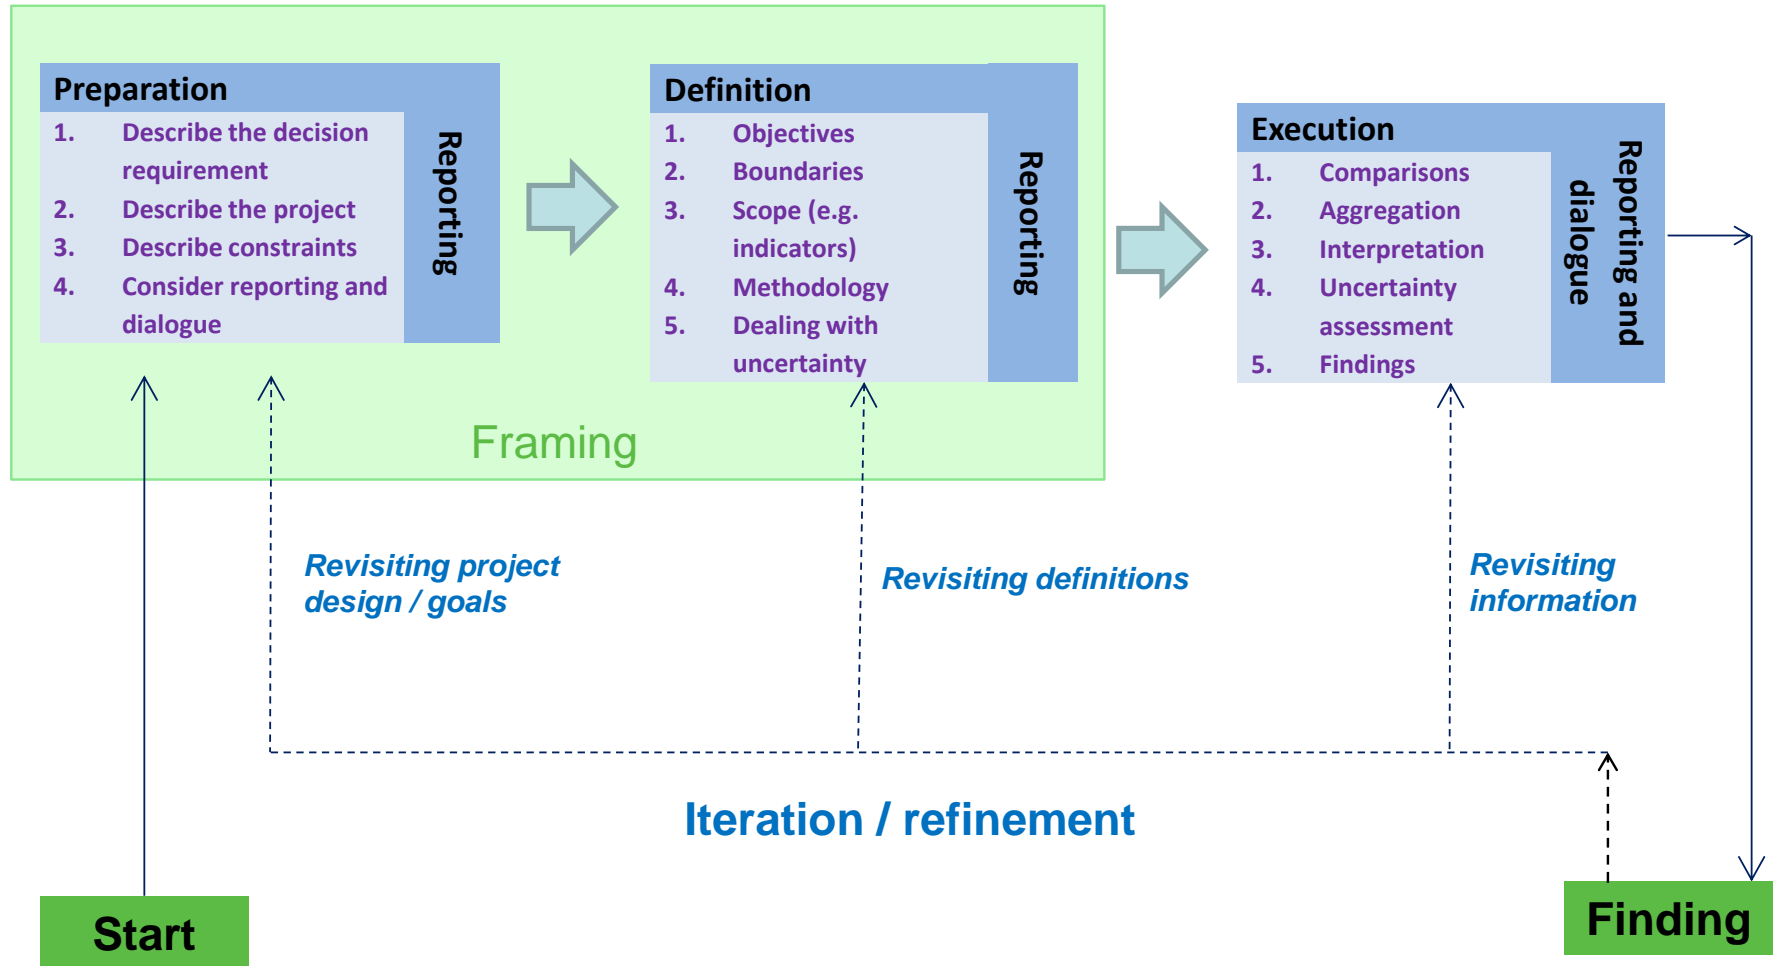 Preparation
1. Describe the decision
requirement
2. Describe the project
3. Describe constraints
4. Consider reporting and
dialogue
Reporting
Definition
1. Objectives
2. Boundaries
3. Scope (e.g.
indicators)
4. Methodology
5. Dealing with
uncertainty
Reporting
Execution
1. Comparisons
2. Aggregation
3. Interpretation
4. Uncertainty
assessment
5. Findings
Reporting and
dialogue
Framing
Revisiting project
design / goals
Revisiting definitions
Revisiting
information
Iteration / refinement
Start
Finding